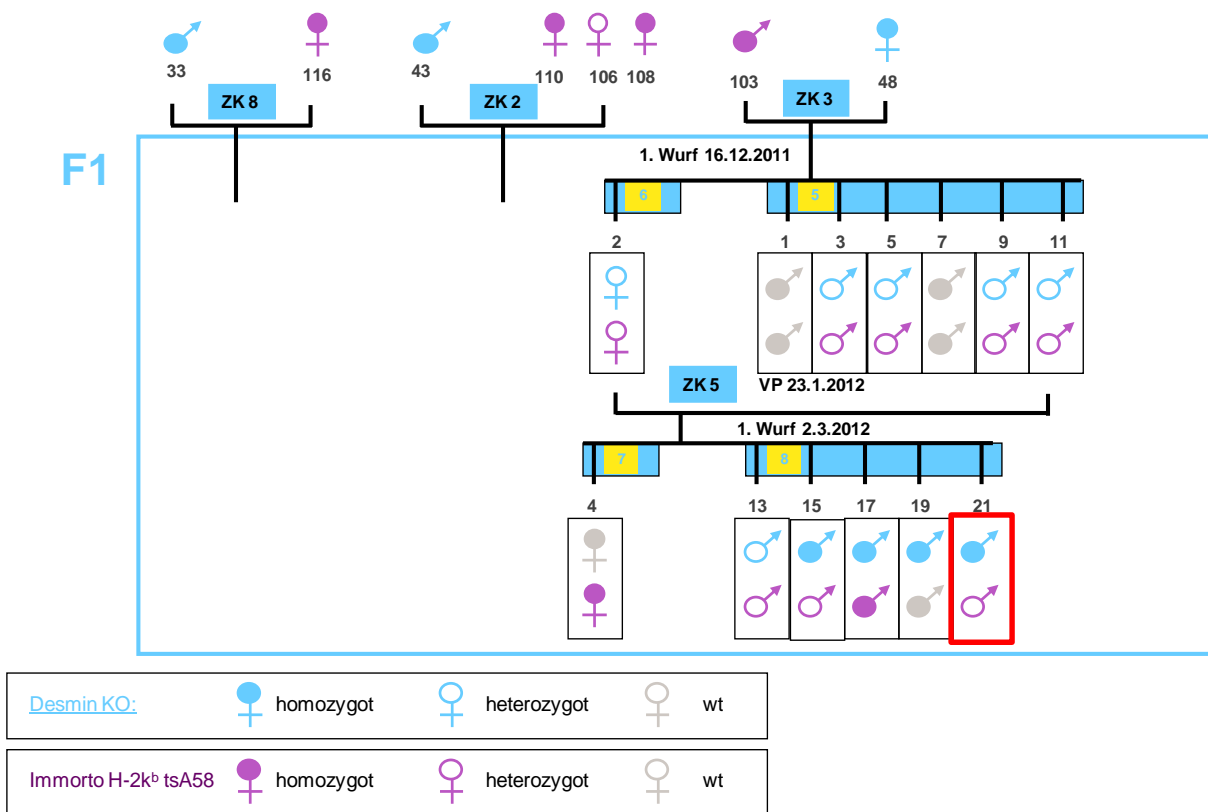 33 116 43 110 106 108 103 48
ZK 8 ZK 2 ZK 3
F1
1. Wurf 16.12.2011
6 5
2 1 3 5 7 9 11
ZK 5 VP 23.1.2012
1. Wurf 2.3.2012
7 8
4 13 15 17 19 21
Desmin KO: homozygot heterozygot wt
Immorto H-2kᵇ tsA58 homozygot heterozygot wt